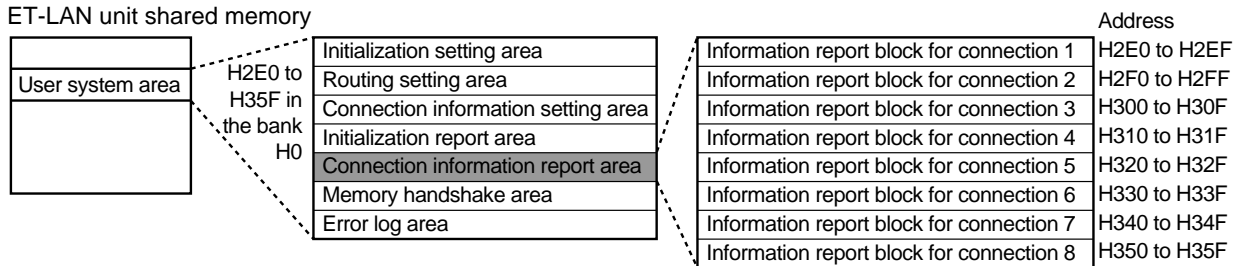 ET-LAN unit shared memory
User system area
H2E0 to
H35F in
the bank
H0
Initialization setting area
Routing setting area
Connection information setting area
Initialization report area
Connection information report area
Memory handshake area
Error log area
Address
Information report block for connection 1 H2E0 to H2EF
Information report block for connection 2 H2F0 to H2FF
Information report block for connection 3 H300 to H30F
Information report block for connection 4 H310 to H31F
Information report block for connection 5 H320 to H32F
Information report block for connection 6 H330 to H33F
Information report block for connection 7 H340 to H34F
Information report block for connection 8 H350 to H35F